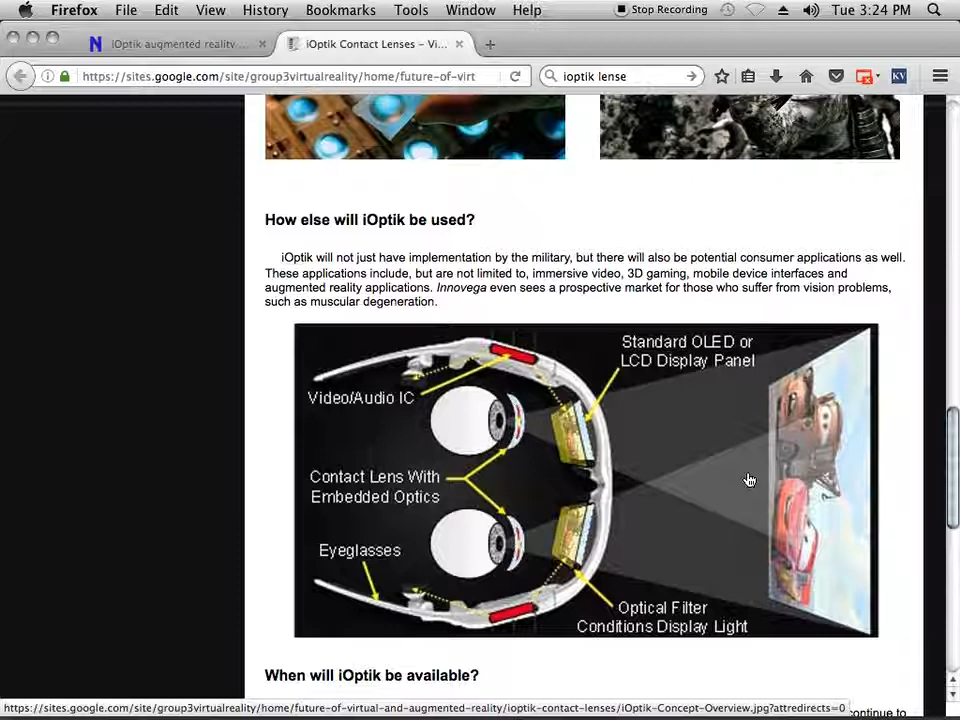 Firefox File Edit View History Bookmarks Tools Window Help Stop Recording Tue 3:24 PM
N iOptik augmented reality ... × iOptik Contact Lenses – Vi... × +
https://sites.google.com/site/group3virtualreality/home/future-of-virt ioptik lense KV
How else will iOptik be used?
iOptik will not just have implementation by the military, but there will also be potential consumer applications as well.
These applications include, but are not limited to, immersive video, 3D gaming, mobile device interfaces and
augmented reality applications. Innovega even sees a prospective market for those who suffer from vision problems,
such as muscular degeneration.
Standard OLED or
LCD Display Panel
Video/Audio IC
Contact Lens With
Embedded Optics
Eyeglasses
Optical Filter
Conditions Display Light
When will iOptik be available?
https://sites.google.com/site/group3virtualreality/home/future-of-virtual-and-augmented-reality/ioptik-contact-lenses/iOptik-Concept-Overview.jpg?attredirects=0
continue to